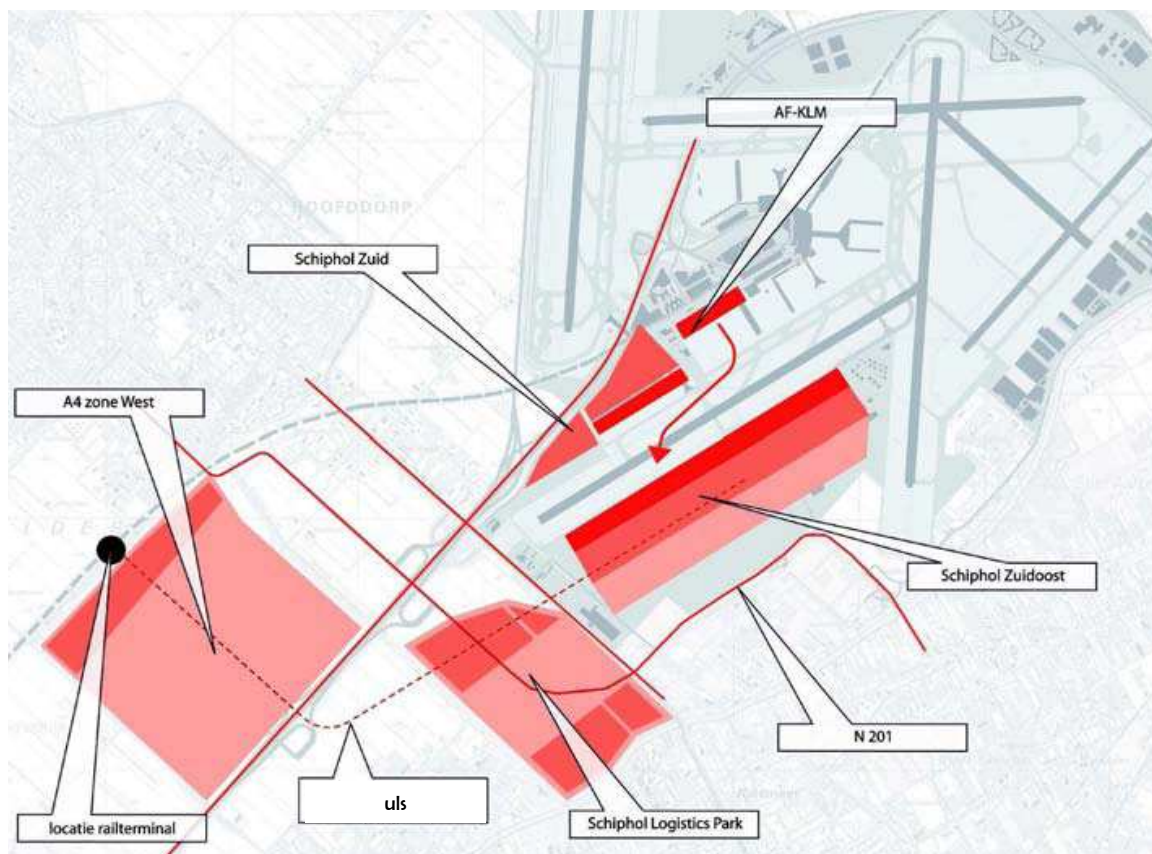 AF-KLM
HOOFDDORP
Schiphol Zuid
A4 zone West
Schiphol Zuidoost
N 201
uls
locatie railterminal
Schiphol Logistics Park